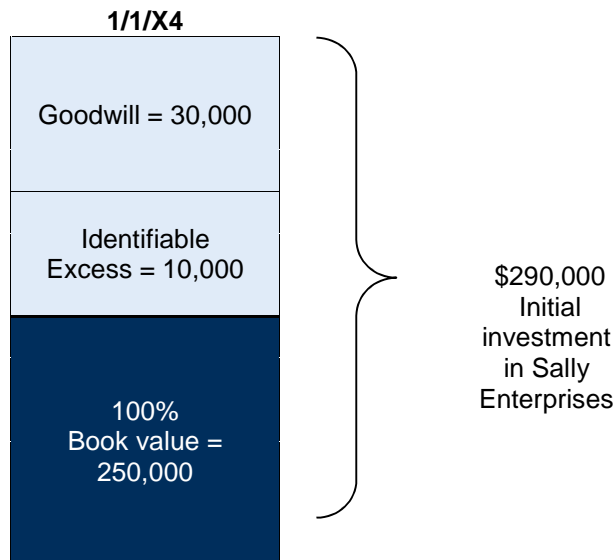 1/1/X4
Goodwill = 30,000
Identifiable
Excess = 10,000
100%
Book value =
250,000
$290,000
Initial
investment
in Sally
Enterprises